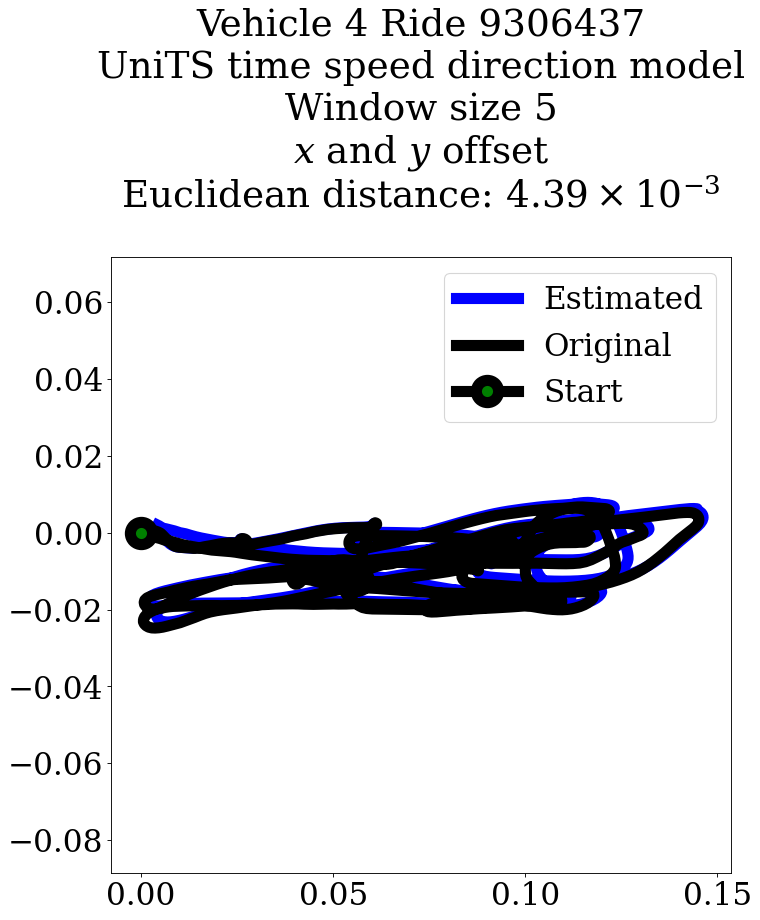 Vehicle 4 Ride 9306437
UniTS time speed direction model
Window size 5
x and y offset
Euclidean distance: 4.39 × 10⁻³
Estimated
Original
Start
0.06
0.04
0.02
0.00
−0.02
−0.04
−0.06
−0.08
0.00 0.05 0.10 0.15